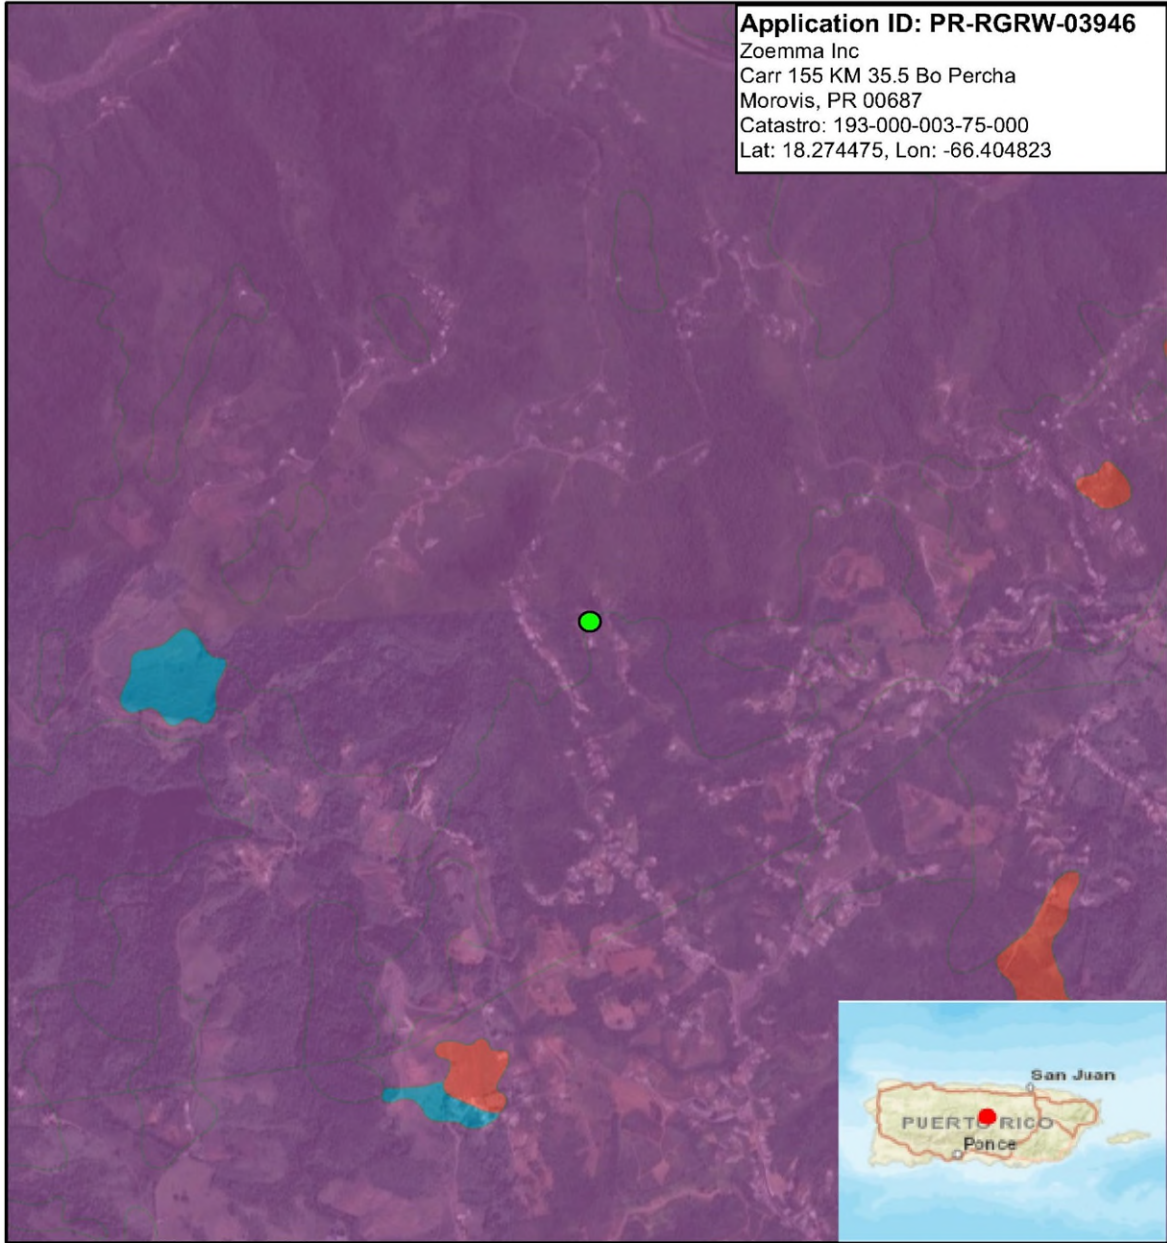 Application ID: PR-RGRW-03946
Zoemma Inc
Carr 155 KM 35.5 Bo Percha
Morovis, PR 00687
Catastro: 193-000-003-75-000
Lat: 18.274475, Lon: -66.404823
San Juan
PUERTO RICO
Ponce